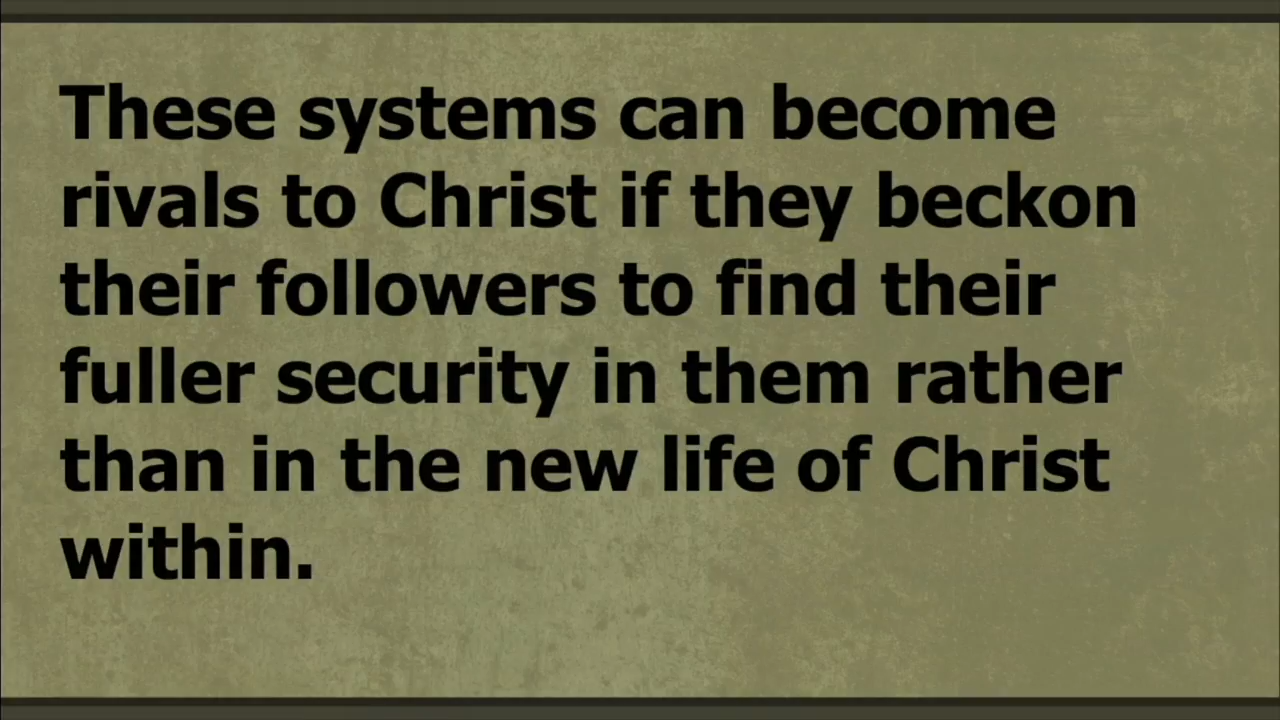 These systems can become
rivals to Christ if they beckon
their followers to find their
fuller security in them rather
than in the new life of Christ
within.